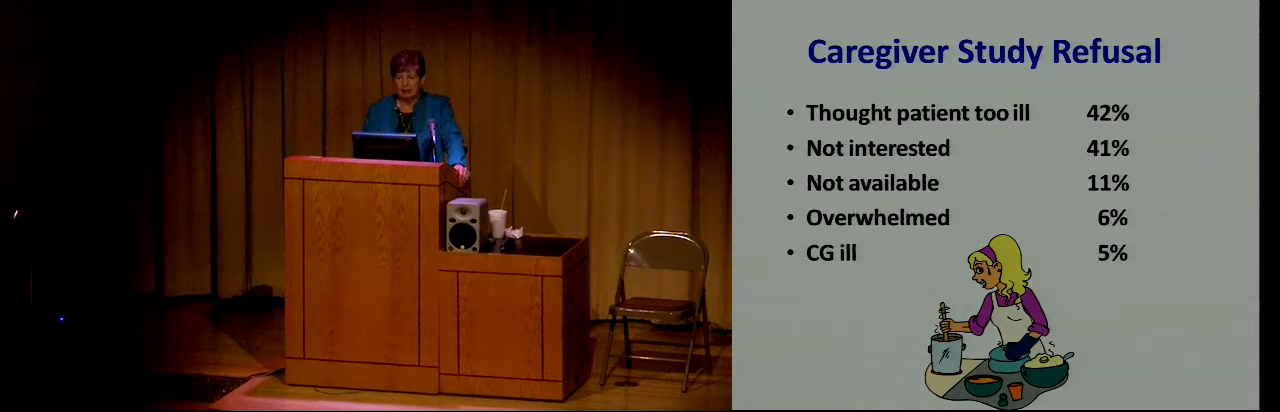 Caregiver Study Refusal
• Thought patient too ill 42%
• Not interested 41%
• Not available 11%
• Overwhelmed 6%
• CG ill 5%